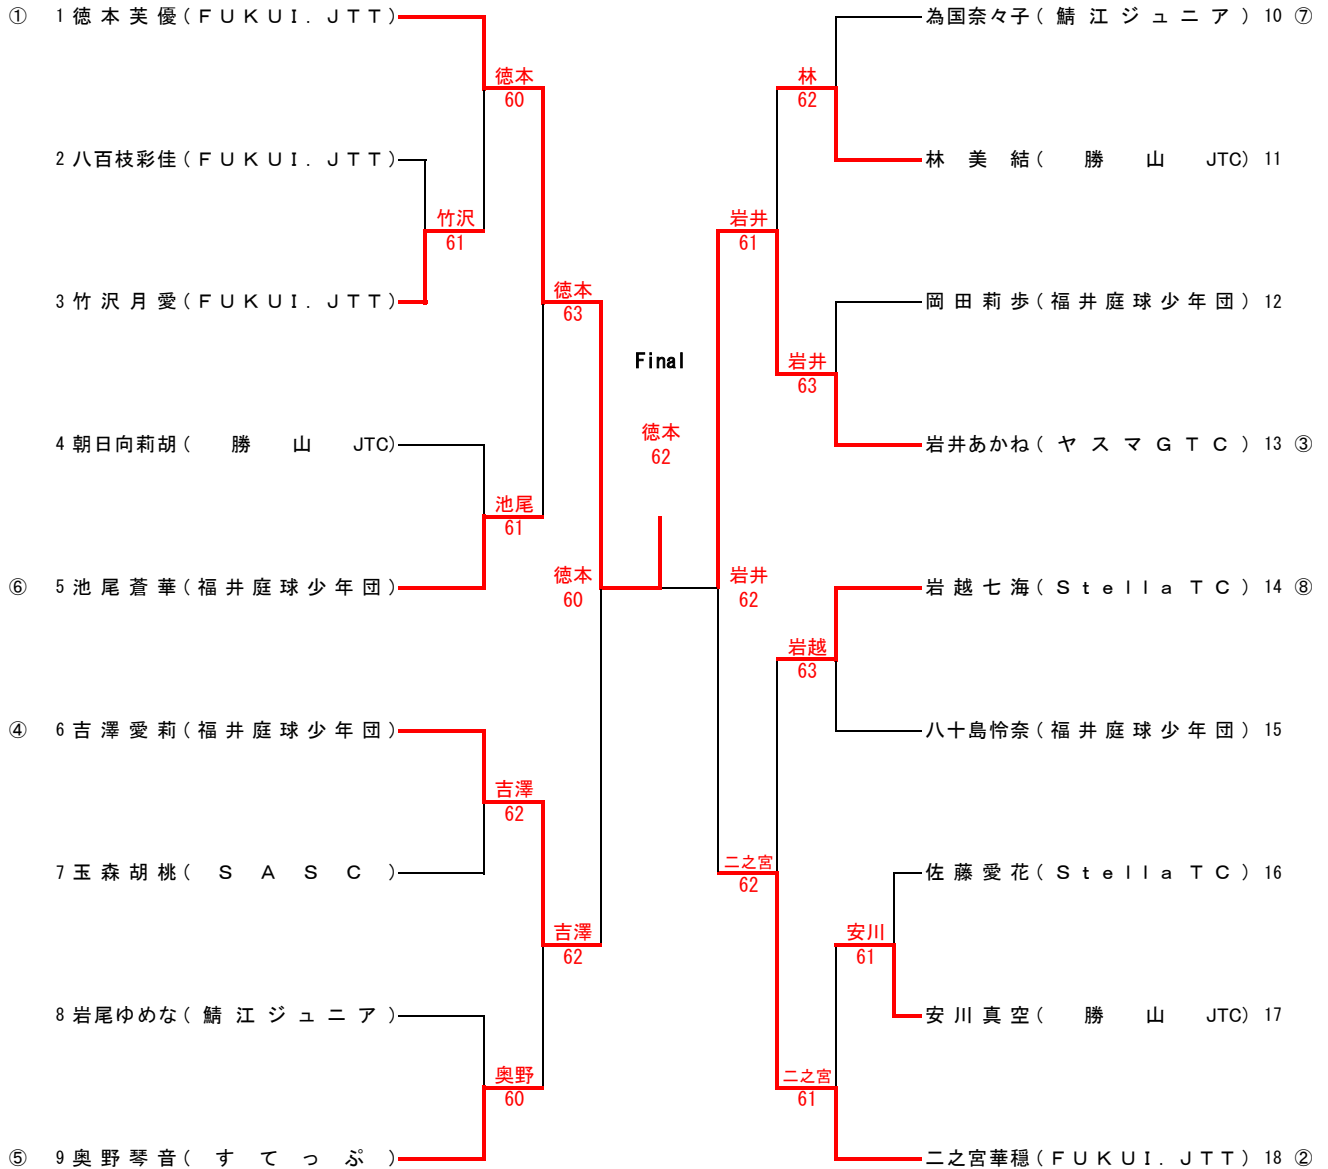 ① 1 徳本芙優(FUKUI.JTT)
為国奈々子(鯖江ジュニア) 10 ⑦
徳本
60
林
62
2 八百枝彩佳(FUKUI.JTT)
林美結(勝山JTC) 11
竹沢
61
岩井
61
3 竹沢月愛(FUKUI.JTT)
徳本
63
岡田莉歩(福井庭球少年団) 12
Final
岩井
63
徳本
62
4 朝日向莉胡(勝山JTC)
岩井あかね(ヤスマGTC) 13 ③
池尾
61
⑥ 5 池尾蒼華(福井庭球少年団)
徳本
60
岩井
62
岩越七海(StellaTC) 14 ⑧
岩越
63
④ 6 吉澤愛莉(福井庭球少年団)
八十島怜奈(福井庭球少年団) 15
吉澤
62
7 玉森胡桃(SASC)
二之宮
62
佐藤愛花(StellaTC) 16
吉澤
62
安川
61
8 岩尾ゆめな(鯖江ジュニア)
安川真空(勝山JTC) 17
奥野
60
二之宮
61
⑤ 9 奥野琴音(すてっぷ)
二之宮華穏(FUKUI.JTT) 18 ②